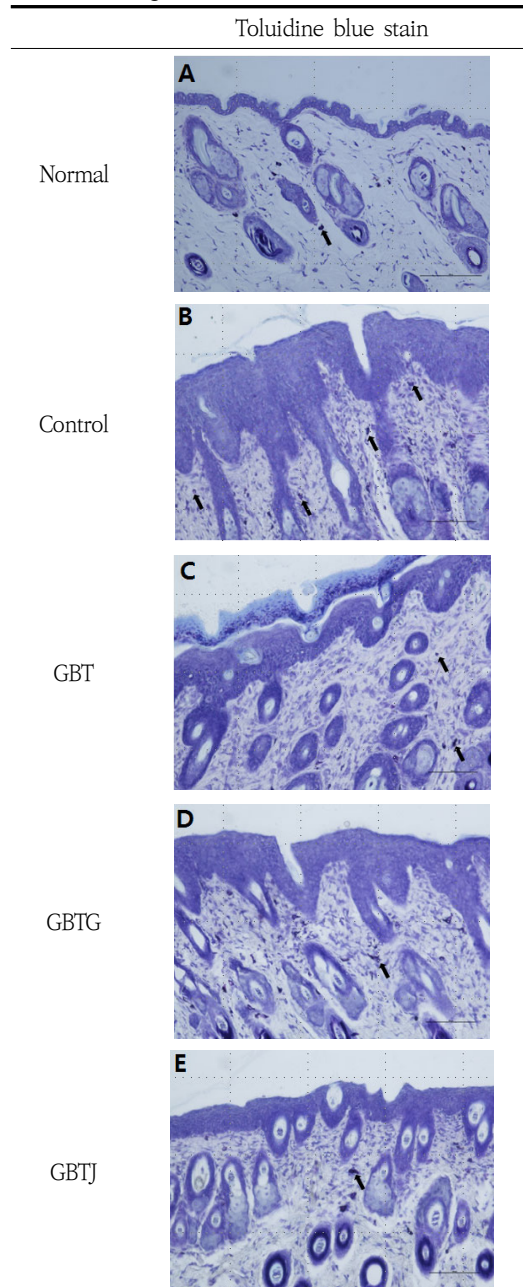 Toluidine blue stain
A
Normal
B
Control
C
GBT
D
GBTG
E
GBTJ